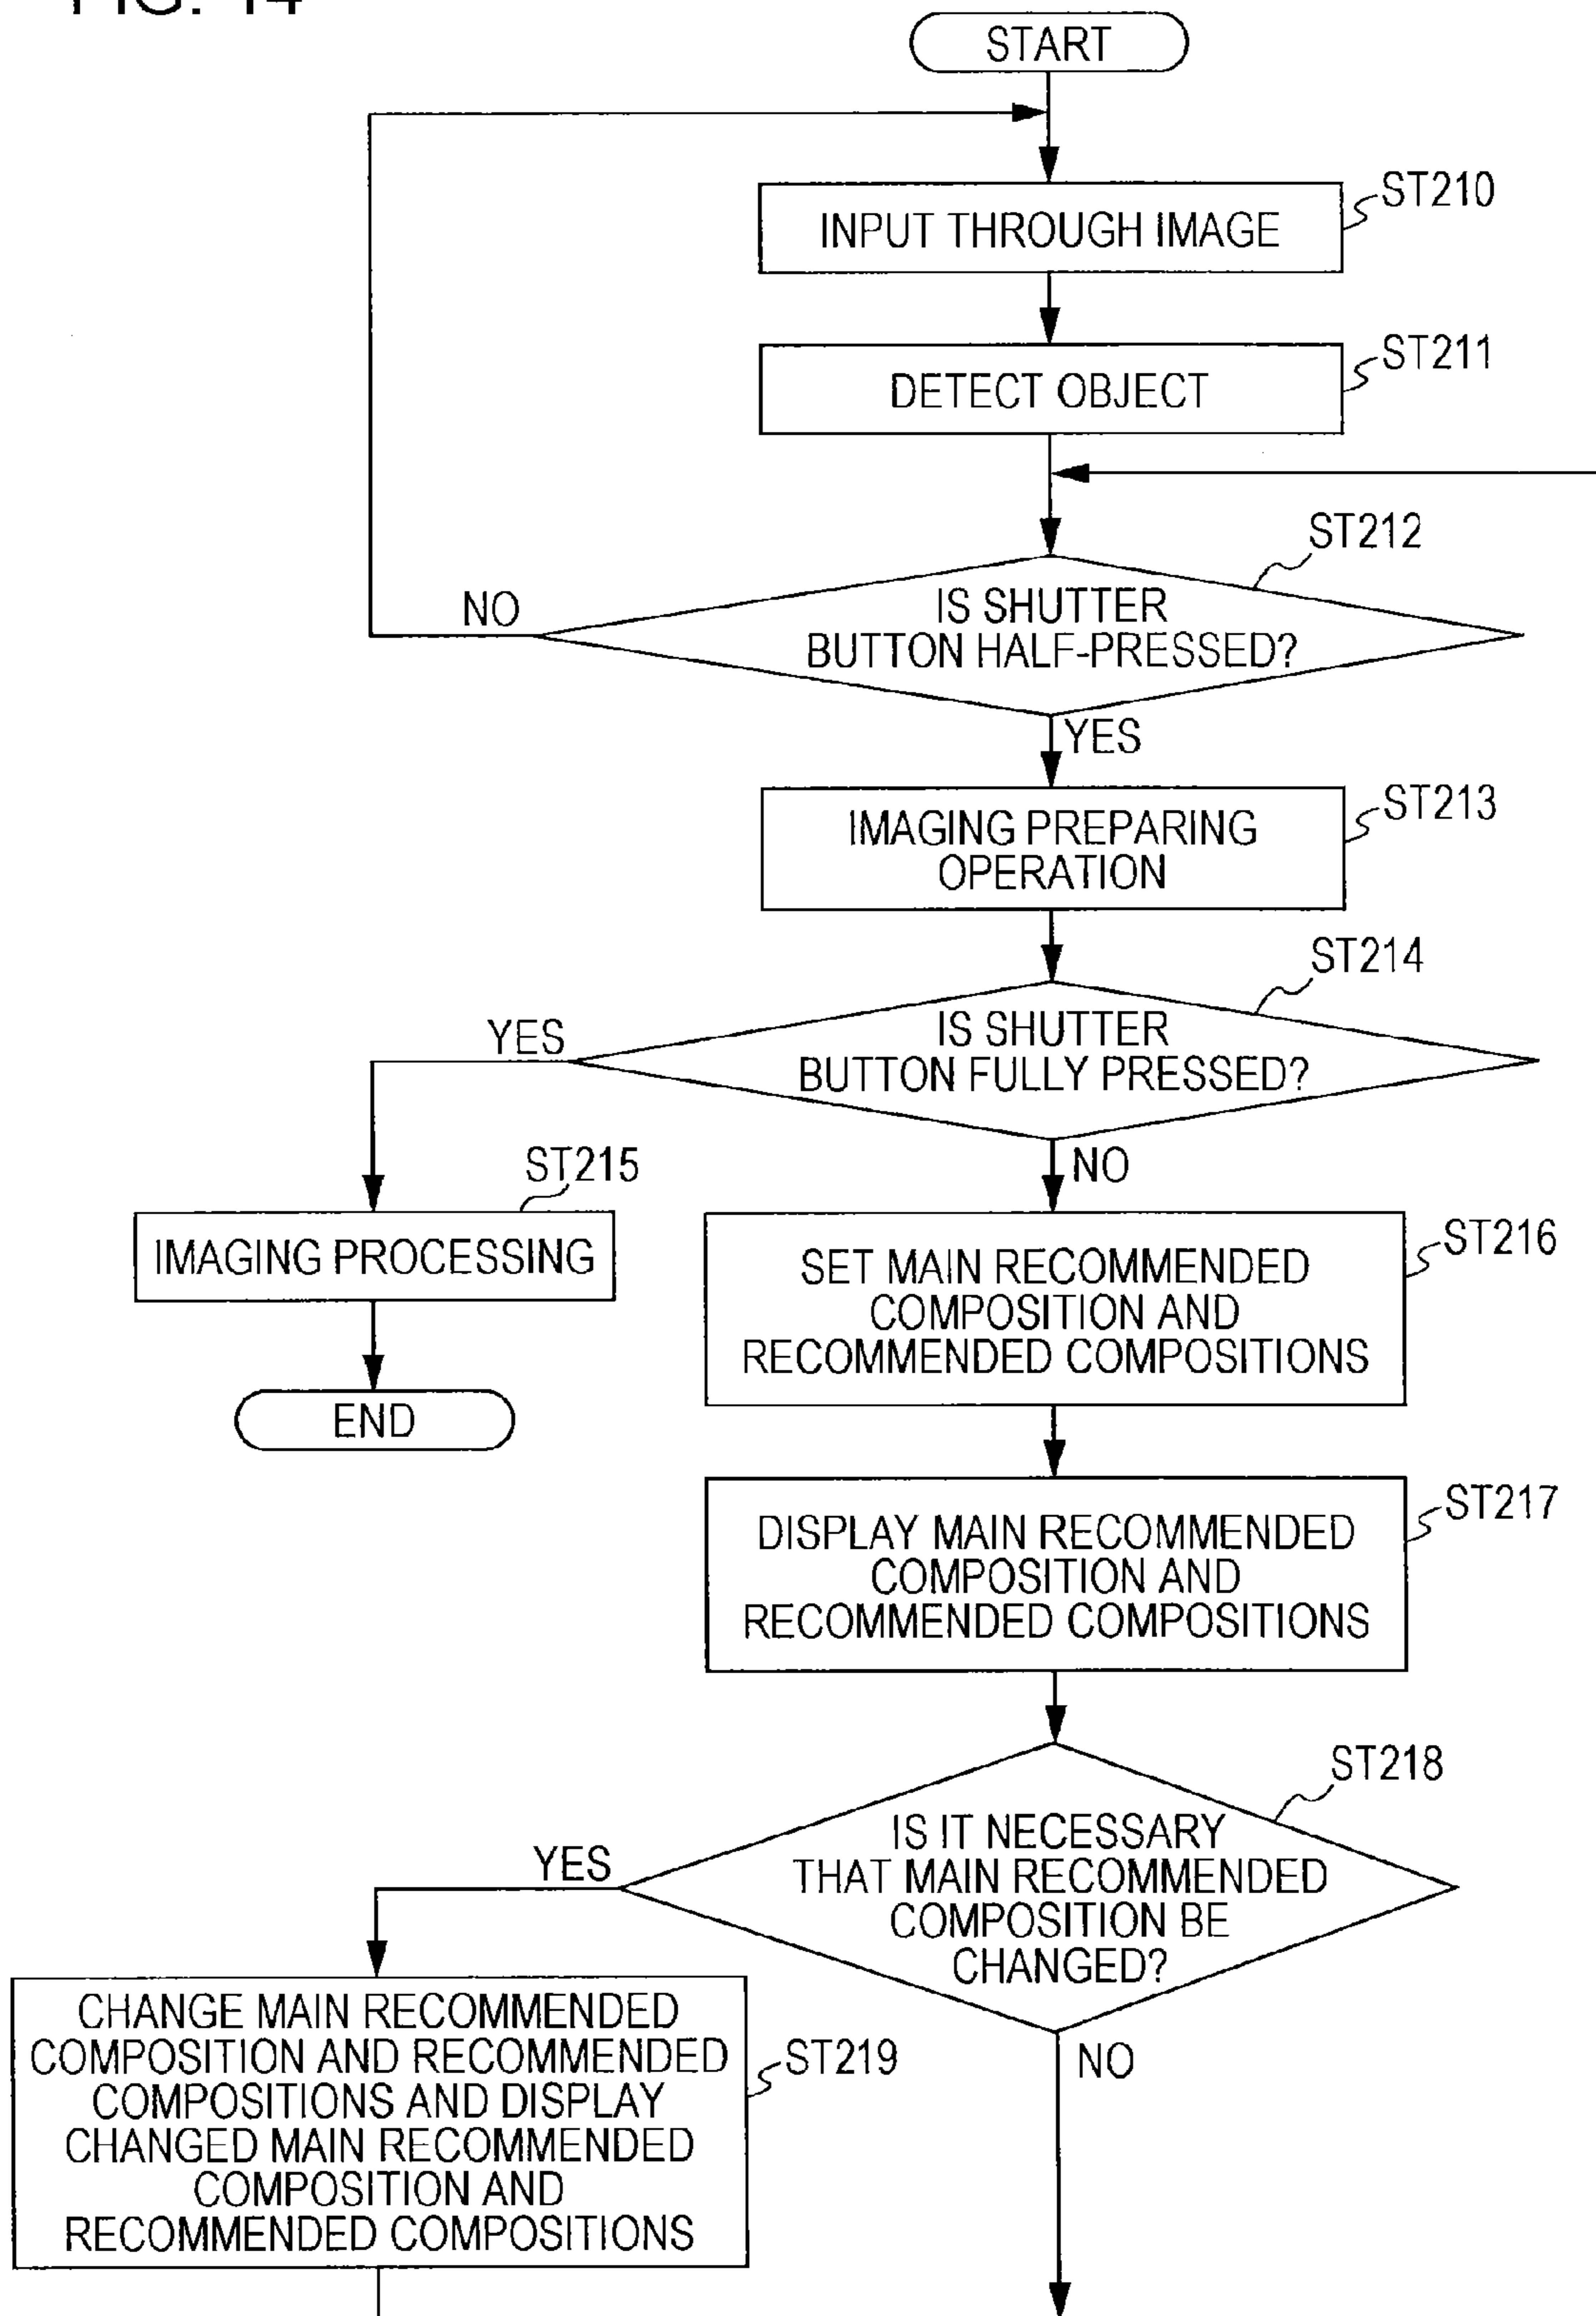 FIG. 14
START
ST210
INPUT THROUGH IMAGE
ST211
DETECT OBJECT
ST212
IS SHUTTER
BUTTON HALF-PRESSED?
NO
YES
ST213
IMAGING PREPARING
OPERATION
ST214
IS SHUTTER
BUTTON FULLY PRESSED?
YES
NO
ST215
IMAGING PROCESSING
END
ST216
SET MAIN RECOMMENDED
COMPOSITION AND
RECOMMENDED COMPOSITIONS
ST217
DISPLAY MAIN RECOMMENDED
COMPOSITION AND
RECOMMENDED COMPOSITIONS
ST218
IS IT NECESSARY
THAT MAIN RECOMMENDED
COMPOSITION BE
CHANGED?
YES
NO
ST219
CHANGE MAIN RECOMMENDED
COMPOSITION AND RECOMMENDED
COMPOSITIONS AND DISPLAY
CHANGED MAIN RECOMMENDED
COMPOSITION AND
RECOMMENDED COMPOSITIONS